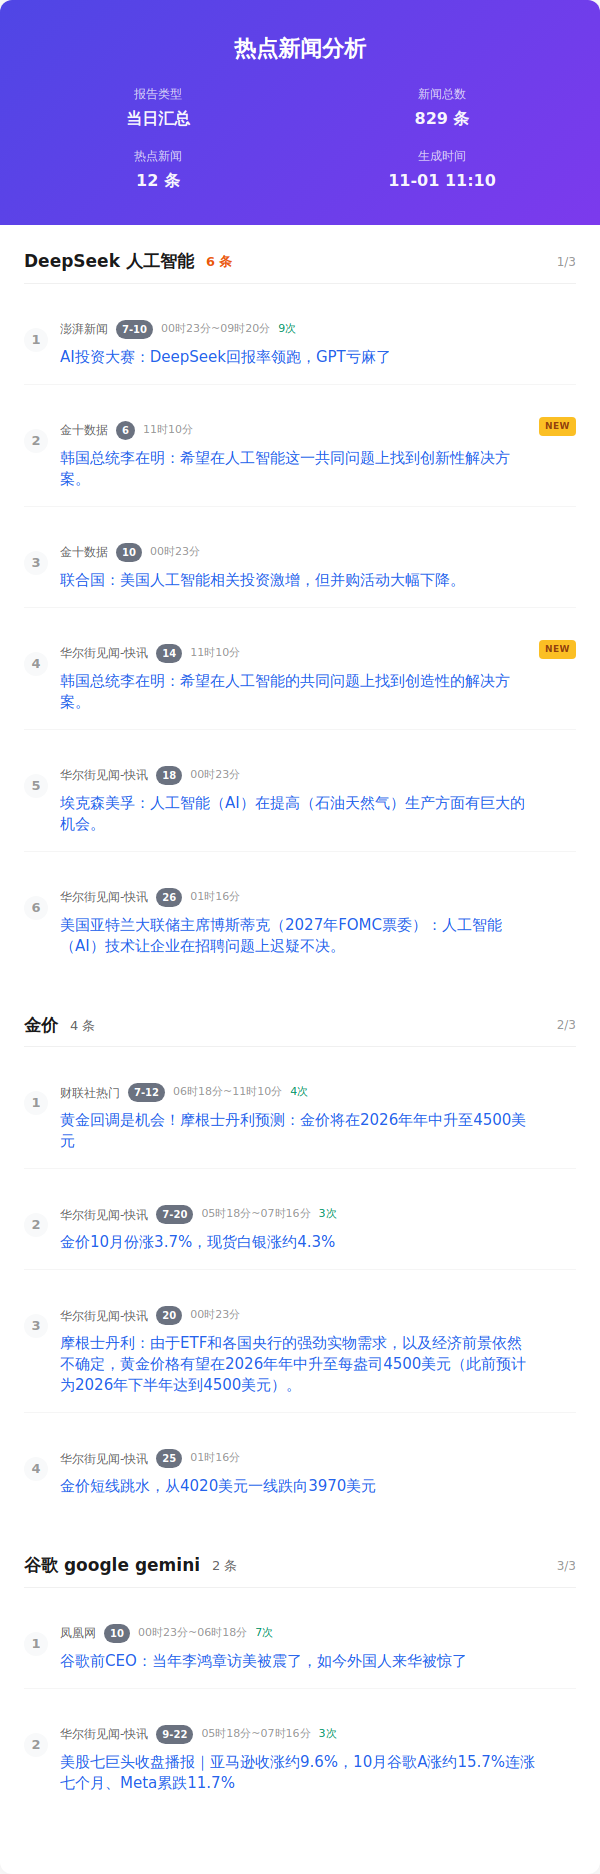 热点新闻分析
报告类型
新闻总数
当日汇总
829 条
热点新闻
生成时间
12 条
11-01 11:10
DeepSeek 人工智能 6 条 1/3
1
澎湃新闻 7-10 00时23分~09时20分 9次
AI投资大赛：DeepSeek回报率领跑，GPT亏麻了
2
金十数据 6 11时10分 NEW
韩国总统李在明：希望在人工智能这一共同问题上找到创新性解决方
案。
3
金十数据 10 00时23分
联合国：美国人工智能相关投资激增，但并购活动大幅下降。
4
华尔街见闻-快讯 14 11时10分 NEW
韩国总统李在明：希望在人工智能的共同问题上找到创造性的解决方
案。
5
华尔街见闻-快讯 18 00时23分
埃克森美孚：人工智能（AI）在提高（石油天然气）生产方面有巨大的
机会。
6
华尔街见闻-快讯 26 01时16分
美国亚特兰大联储主席博斯蒂克（2027年FOMC票委）：人工智能
（AI）技术让企业在招聘问题上迟疑不决。
金价 4 条 2/3
1
财联社热门 7-12 06时18分~11时10分 4次
黄金回调是机会！摩根士丹利预测：金价将在2026年年中升至4500美
元
2
华尔街见闻-快讯 7-20 05时18分~07时16分 3次
金价10月份涨3.7%，现货白银涨约4.3%
3
华尔街见闻-快讯 20 00时23分
摩根士丹利：由于ETF和各国央行的强劲实物需求，以及经济前景依然
不确定，黄金价格有望在2026年年中升至每盎司4500美元（此前预计
为2026年下半年达到4500美元）。
4
华尔街见闻-快讯 25 01时16分
金价短线跳水，从4020美元一线跌向3970美元
谷歌 google gemini 2 条 3/3
1
凤凰网 10 00时23分~06时18分 7次
谷歌前CEO：当年李鸿章访美被震了，如今外国人来华被惊了
2
华尔街见闻-快讯 9-22 05时18分~07时16分 3次
美股七巨头收盘播报｜亚马逊收涨约9.6%，10月谷歌A涨约15.7%连涨
七个月、Meta累跌11.7%